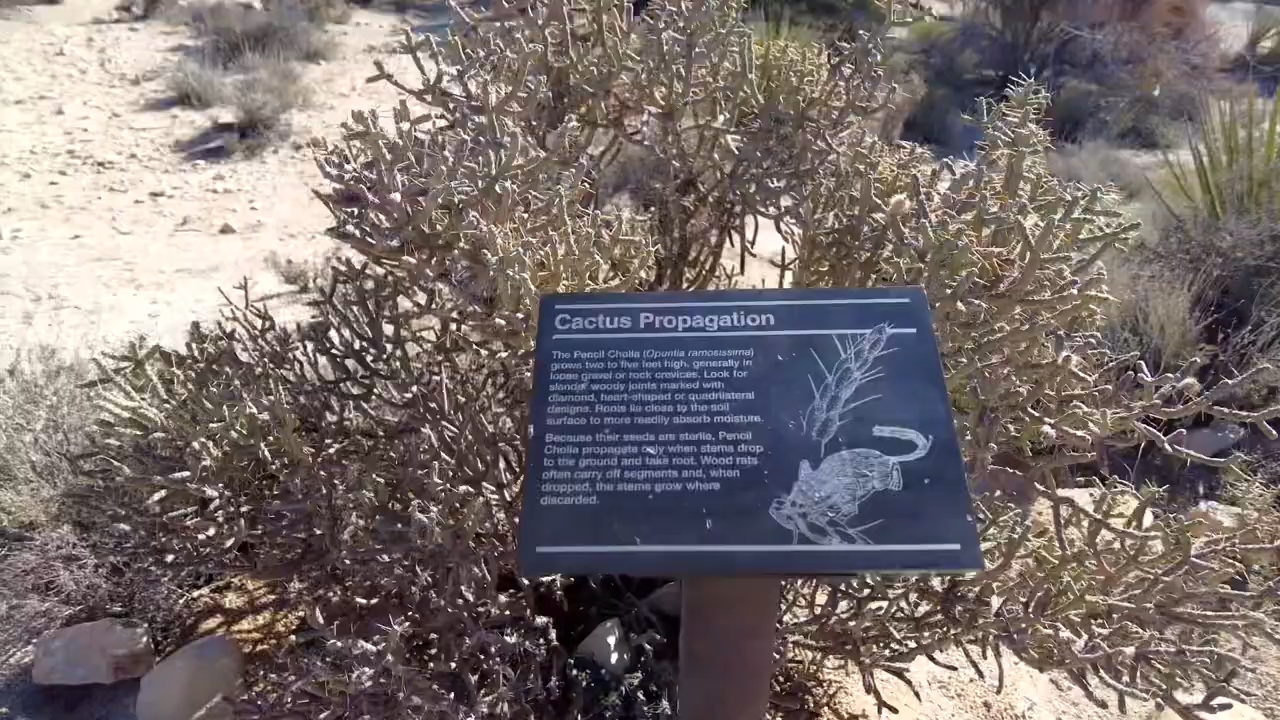 Cactus Propagation
The Pencil Cholla (Opuntia ramosissima)
grows two to five feet high, generally in
loose gravel or rock crevices. Look for
slender woody joints marked with
diamond, heart-shaped or quadrilateral
designs. Roots lie close to the soil
surface to more readily absorb moisture.
Because their seeds are sterile, Pencil
Cholla propagate only when stems drop
to the ground and take root. Wood rats
often carry off segments and, when
dropped, the stems grow where
discarded.